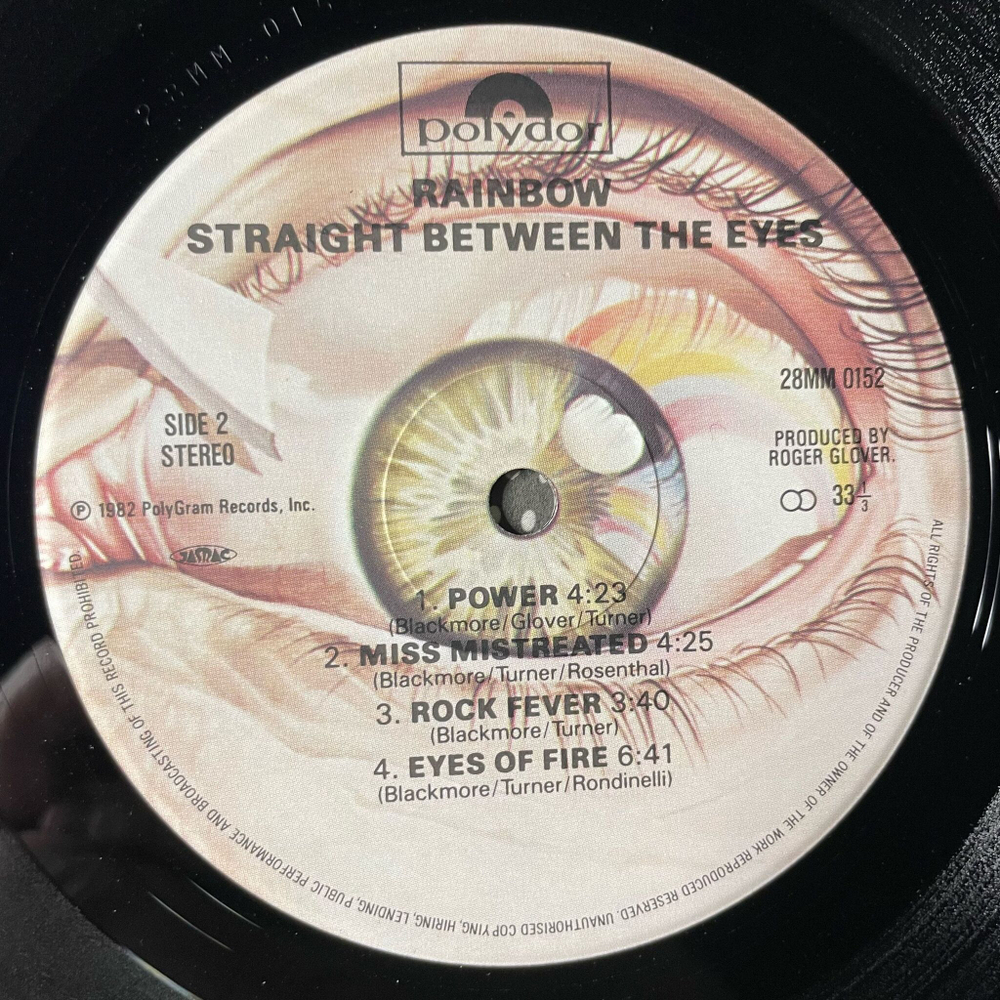 28MM 01
polydor
RAINBOW
STRAIGHT BETWEEN THE EYES
28MM 0152
SIDE 2
STEREO
PRODUCED BY
ROGER GLOVER.
33 1/3
Ⓟ 1982 PolyGram Records, Inc.
JASRAC
1. POWER 4:23
(Blackmore/Glover/Turner)
2. MISS MISTREATED 4:25
(Blackmore/Turner/Rosenthal)
3. ROCK FEVER 3:40
(Blackmore/Turner)
4. EYES OF FIRE 6:41
(Blackmore/Turner/Rondinelli)
ALL RIGHTS OF THE PRODUCER AND OF THE OWNER OF THE WORK REPRODUCED RESERVED. UNAUTHORISED COPYING, HIRING, LENDING, PUBLIC PERFORMANCE AND BROADCASTING OF THIS RECORD PROHIBITED.